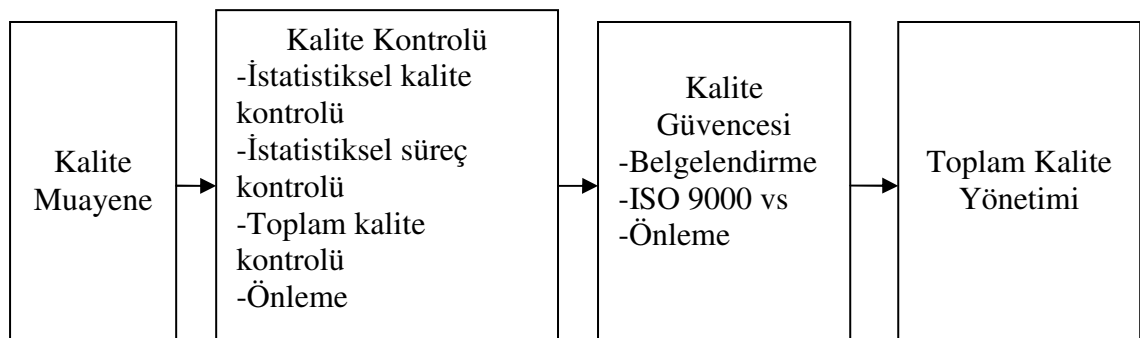 Kalite
Muayene
Kalite Kontrolü
-İstatistiksel kalite
kontrolü
-İstatistiksel süreç
kontrolü
-Toplam kalite
kontrolü
-Önleme
Kalite
Güvencesi
-Belgelendirme
-ISO 9000 vs
-Önleme
Toplam Kalite
Yönetimi